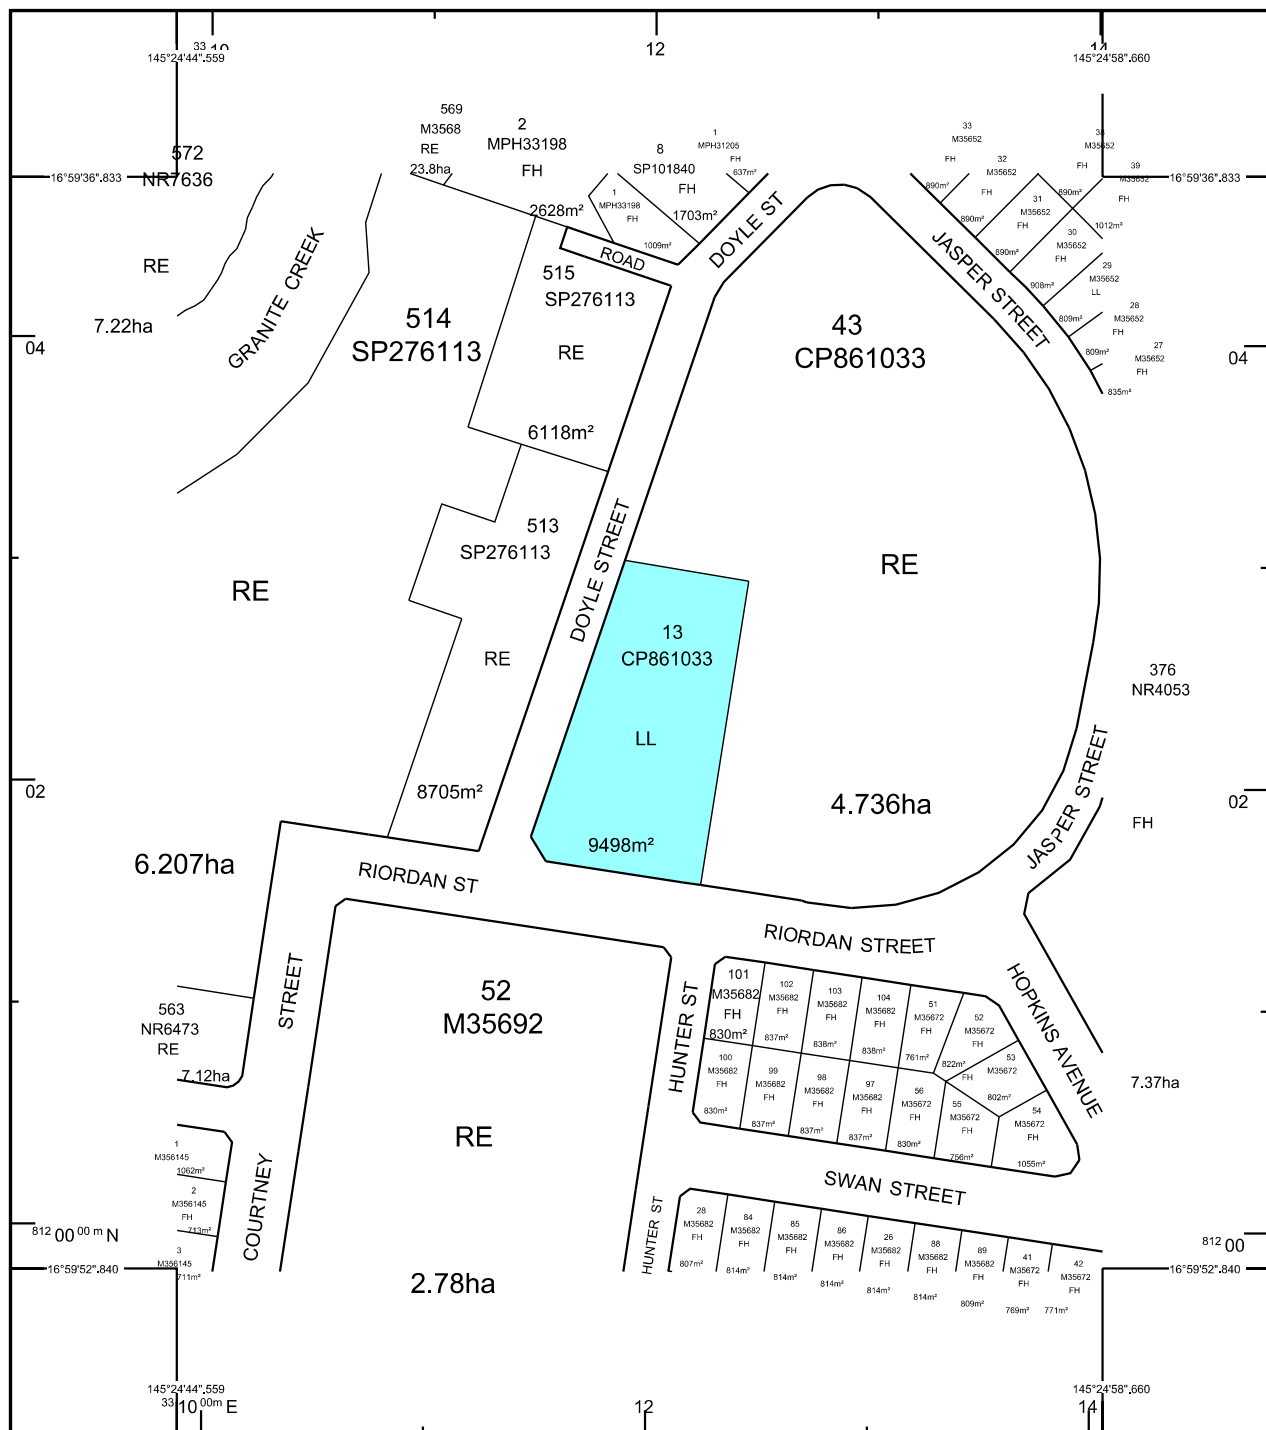 33 10
12
14
145°24'44".559
145°24'58".660
569
M3568
RE
23.8ha
2
MPH33198
FH
2628m²
8
SP101840
FH
1703m²
1
MPH31205
FH
637m²
1
MPH33198
FH
1009m²
33
M35652
FH
890m²
32
M35652
FH
890m²
38
M35652
FH
890m²
39
M35652
FH
1012m²
31
M35652
FH
890m²
30
M35652
FH
908m²
29
M35652
LL
809m²
28
M35652
FH
809m²
27
M35652
FH
835m²
572
NR7636
16°59'36".833
16°59'36".833
RE
7.22ha
GRANITE CREEK
ROAD
DOYLE ST
JASPER STREET
04
04
514
SP276113
RE
6.207ha
515
SP276113
RE
6118m²
43
CP861033
RE
4.736ha
513
SP276113
RE
8705m²
DOYLE STREET
13
CP861033
LL
9498m²
376
NR4053
FH
7.37ha
JASPER STREET
02
02
RIORDAN ST
RIORDAN STREET
HOPKINS AVENUE
563
NR6473
RE
7.12ha
STREET
COURTNEY
52
M35692
RE
2.78ha
HUNTER ST
HUNTER ST
101
M35682
FH
830m²
102
M35682
FH
837m²
103
M35682
FH
838m²
104
M35682
FH
838m²
51
M35672
FH
761m²
52
M35672
FH
822m²
53
M35672
FH
802m²
100
M35682
FH
830m²
99
M35682
FH
837m²
98
M35682
FH
837m²
97
M35682
FH
837m²
56
M35672
FH
830m²
55
M35672
FH
756m²
54
M35672
FH
1055m²
SWAN STREET
1
M356145
1062m²
2
M356145
FH
713m²
3
M356145
711m²
28
M35682
FH
807m²
84
M35682
FH
814m²
85
M35682
FH
814m²
86
M35682
FH
814m²
26
M35682
FH
814m²
88
M35682
FH
814m²
89
M35682
FH
809m²
41
M35672
FH
769m²
42
M35672
FH
771m²
812 00 00 m N
812 00
16°59'52".840
16°59'52".840
145°24'44".559
145°24'58".660
33 10 00m E
12
14